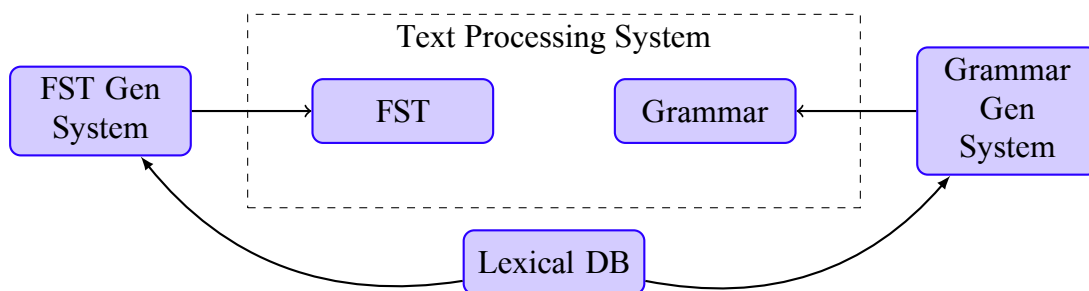 Text Processing System
FST Gen
System
FST
Grammar
Grammar
Gen
System
Lexical DB